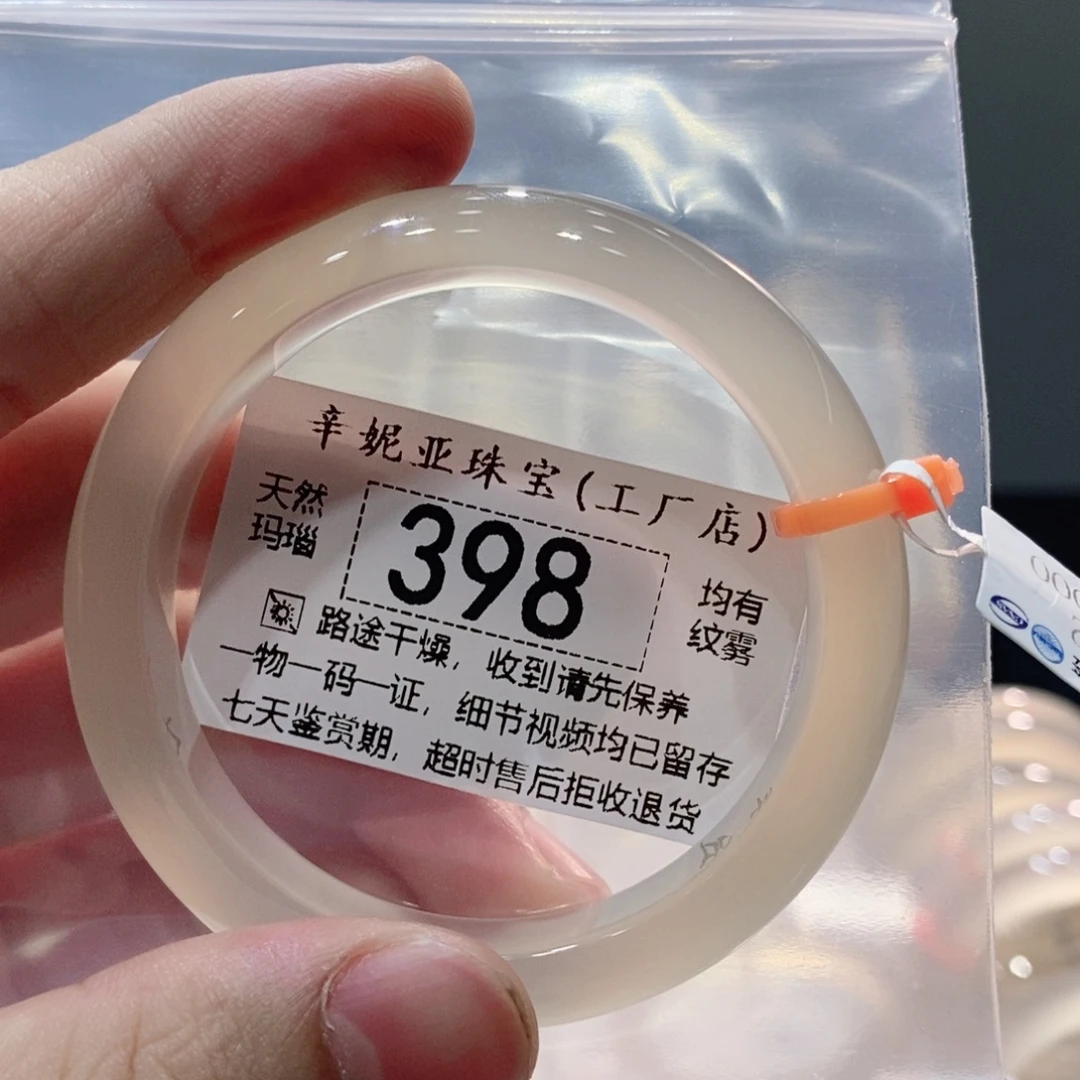 辛妮亚珠宝(工厂店)
天然
玛瑙
398
均有
纹雾
路途干燥，收到请先保养
一物一码一证，细节视频均已留存
七天鉴赏期，超时售后拒收退货